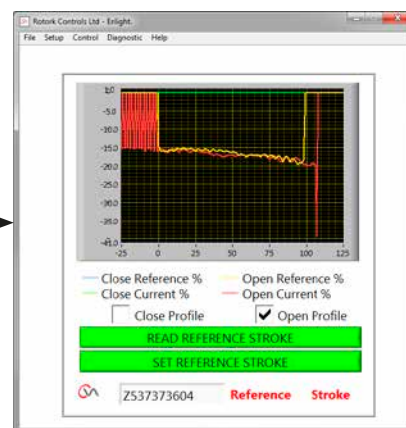 Rotork Controls Ltd - Enlight.
File Setup Control Diagnostic Help
1.0
-5.0
-10.0
-15.0
-20.0
-25.0
-30.0
-35.0
-41.0
-25 0 25 50 75 100 125
Close Reference % Open Reference %
Close Current % Open Current %
Close Profile Open Profile
READ REFERENCE STROKE
SET REFERENCE STROKE
Z537373604 Reference Stroke